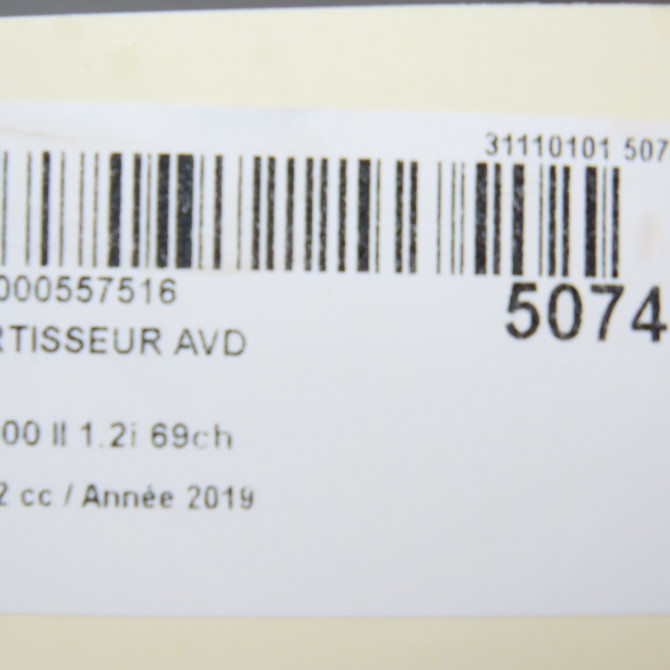 31110101 507
000557516
5074
RTISSEUR AVD
00 II 1.2i 69ch
2 cc / Année 2019